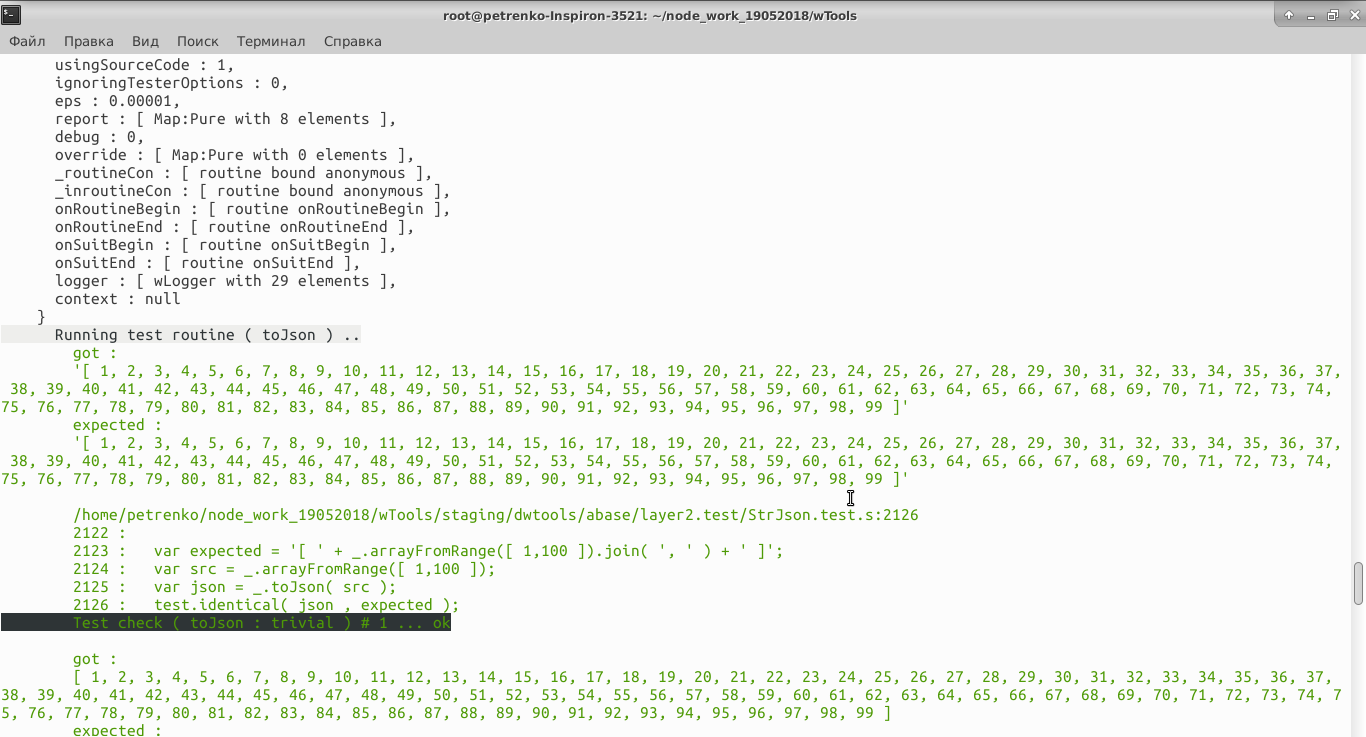 root@petrenko-Inspiron-3521: ~/node_work_19052018/wTools
Файл Правка Вид Поиск Терминал Справка
usingSourceCode : 1,
ignoringTesterOptions : 0,
eps : 0.00001,
report : [ Map:Pure with 8 elements ],
debug : 0,
override : [ Map:Pure with 0 elements ],
_routineCon : [ routine bound anonymous ],
_inroutineCon : [ routine bound anonymous ],
onRoutineBegin : [ routine onRoutineBegin ],
onRoutineEnd : [ routine onRoutineEnd ],
onSuitBegin : [ routine onSuitBegin ],
onSuitEnd : [ routine onSuitEnd ],
logger : [ wLogger with 29 elements ],
context : null
}
Running test routine ( toJson ) ..
got :
'[ 1, 2, 3, 4, 5, 6, 7, 8, 9, 10, 11, 12, 13, 14, 15, 16, 17, 18, 19, 20, 21, 22, 23, 24, 25, 26, 27, 28, 29, 30, 31, 32, 33, 34, 35, 36, 37,
38, 39, 40, 41, 42, 43, 44, 45, 46, 47, 48, 49, 50, 51, 52, 53, 54, 55, 56, 57, 58, 59, 60, 61, 62, 63, 64, 65, 66, 67, 68, 69, 70, 71, 72, 73, 74,
75, 76, 77, 78, 79, 80, 81, 82, 83, 84, 85, 86, 87, 88, 89, 90, 91, 92, 93, 94, 95, 96, 97, 98, 99 ]'
expected :
'[ 1, 2, 3, 4, 5, 6, 7, 8, 9, 10, 11, 12, 13, 14, 15, 16, 17, 18, 19, 20, 21, 22, 23, 24, 25, 26, 27, 28, 29, 30, 31, 32, 33, 34, 35, 36, 37,
38, 39, 40, 41, 42, 43, 44, 45, 46, 47, 48, 49, 50, 51, 52, 53, 54, 55, 56, 57, 58, 59, 60, 61, 62, 63, 64, 65, 66, 67, 68, 69, 70, 71, 72, 73, 74,
75, 76, 77, 78, 79, 80, 81, 82, 83, 84, 85, 86, 87, 88, 89, 90, 91, 92, 93, 94, 95, 96, 97, 98, 99 ]'
/home/petrenko/node_work_19052018/wTools/staging/dwtools/abase/layer2.test/StrJson.test.s:2126
2122 :
2123 :   var expected = '[ ' + _.arrayFromRange([ 1,100 ]).join( ', ' ) + ' ]';
2124 :   var src = _.arrayFromRange([ 1,100 ]);
2125 :   var json = _.toJson( src );
2126 :   test.identical( json , expected );
Test check ( toJson : trivial ) # 1 ... ok
got :
[ 1, 2, 3, 4, 5, 6, 7, 8, 9, 10, 11, 12, 13, 14, 15, 16, 17, 18, 19, 20, 21, 22, 23, 24, 25, 26, 27, 28, 29, 30, 31, 32, 33, 34, 35, 36, 37,
38, 39, 40, 41, 42, 43, 44, 45, 46, 47, 48, 49, 50, 51, 52, 53, 54, 55, 56, 57, 58, 59, 60, 61, 62, 63, 64, 65, 66, 67, 68, 69, 70, 71, 72, 73, 74, 7
5, 76, 77, 78, 79, 80, 81, 82, 83, 84, 85, 86, 87, 88, 89, 90, 91, 92, 93, 94, 95, 96, 97, 98, 99 ]
expected :